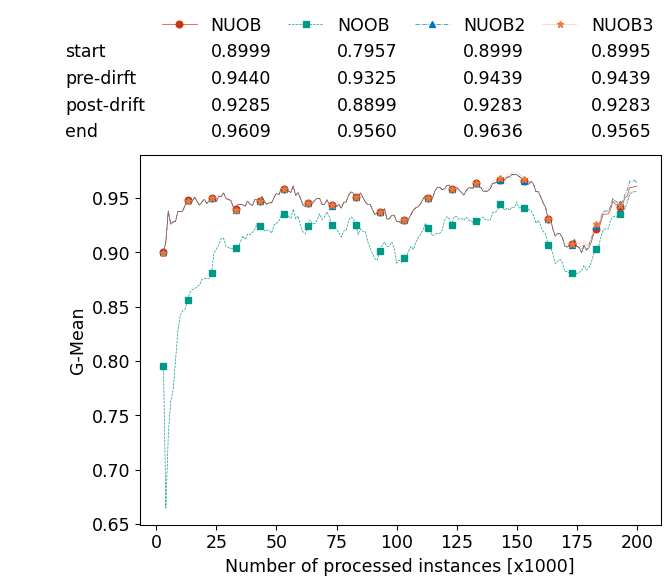 NUOB NOOB NUOB2 NUOB3
start 0.8999 0.7957 0.8999 0.8995
pre-dirft 0.9440 0.9325 0.9439 0.9439
post-drift 0.9285 0.8899 0.9283 0.9283
end 0.9609 0.9560 0.9636 0.9565
0.95
0.90
0.85
0.80
0.75
0.70
0.65
G-Mean
0 25 50 75 100 125 150 175 200
Number of processed instances [x1000]